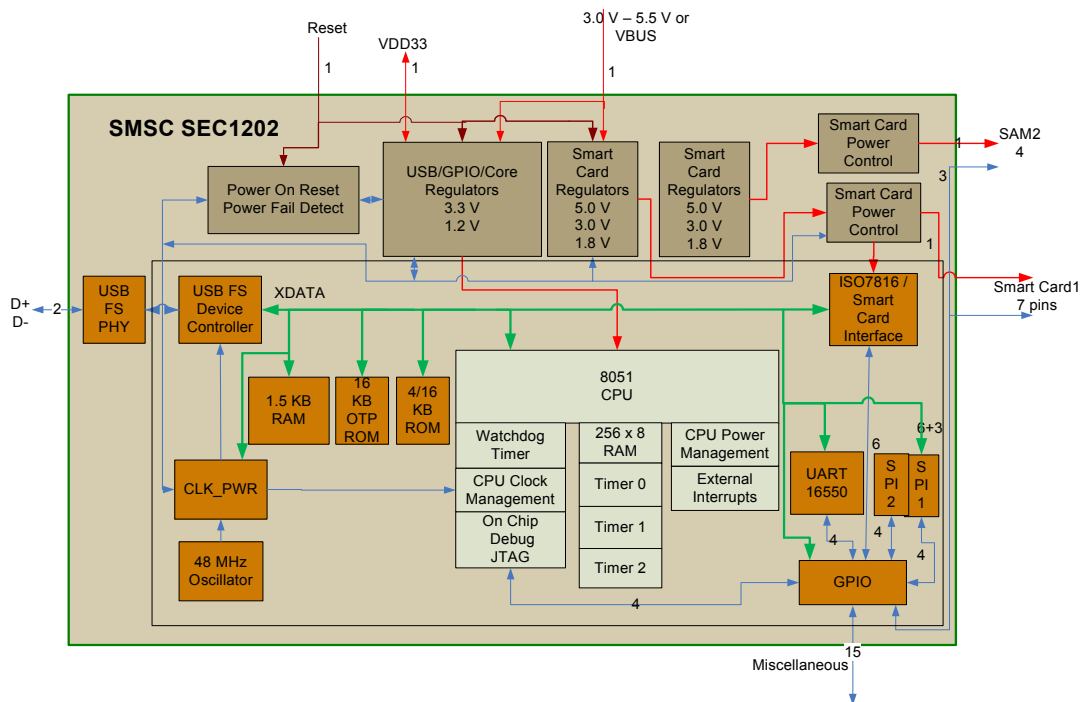 Reset
VDD33
3.0 V – 5.5 V or
VBUS
1
1
1
SMSC SEC1202
Power On Reset
Power Fail Detect
USB/GPIO/Core
Regulators
3.3 V
1.2 V
Smart
Card
Regulators
5.0 V
3.0 V
1.8 V
Smart
Card
Regulators
5.0 V
3.0 V
1.8 V
Smart Card
Power
Control
1
SAM2
4
3
Smart Card
Power
Control
1
Smart Card1
7 pins
D+
D-
2
USB
FS
PHY
USB FS
Device
Controller
XDATA
ISO7816 /
Smart
Card
Interface
1.5 KB
RAM
16
KB
OTP
ROM
4/16
KB
ROM
8051
CPU
Watchdog
Timer
CPU Clock
Management
On Chip
Debug
JTAG
256 x 8
RAM
Timer 0
Timer 1
Timer 2
CPU Power
Management
External
Interrupts
UART
16550
6
S
PI
2
6+3
S
PI
1
CLK_PWR
48 MHz
Oscillator
4
4
4
4
GPIO
15
Miscellaneous